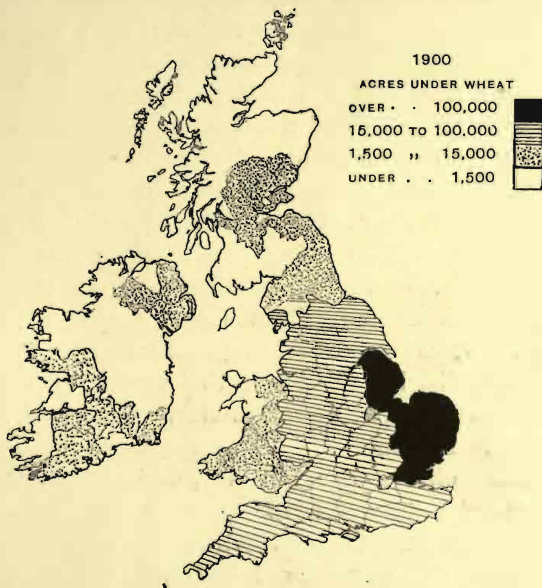 1900
ACRES UNDER WHEAT
OVER · · 100,000
15,000 TO 100,000
1,500 „ 15,000
UNDER . . 1,500